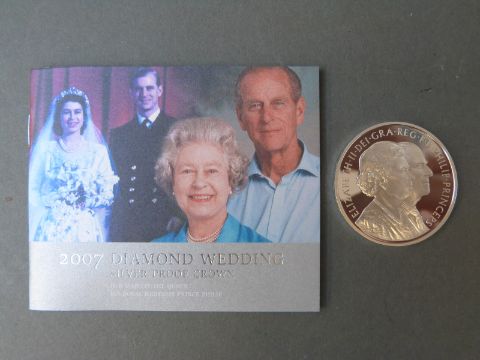 2007 DIAMOND WEDDING
SILVER PROOF CROWN
HER MAJESTY THE QUEEN
HIS ROYAL HIGHNESS PRINCE PHILIP
ELIZABETH·II·DEI·GRA·REG
PHILIP PRINCEPS